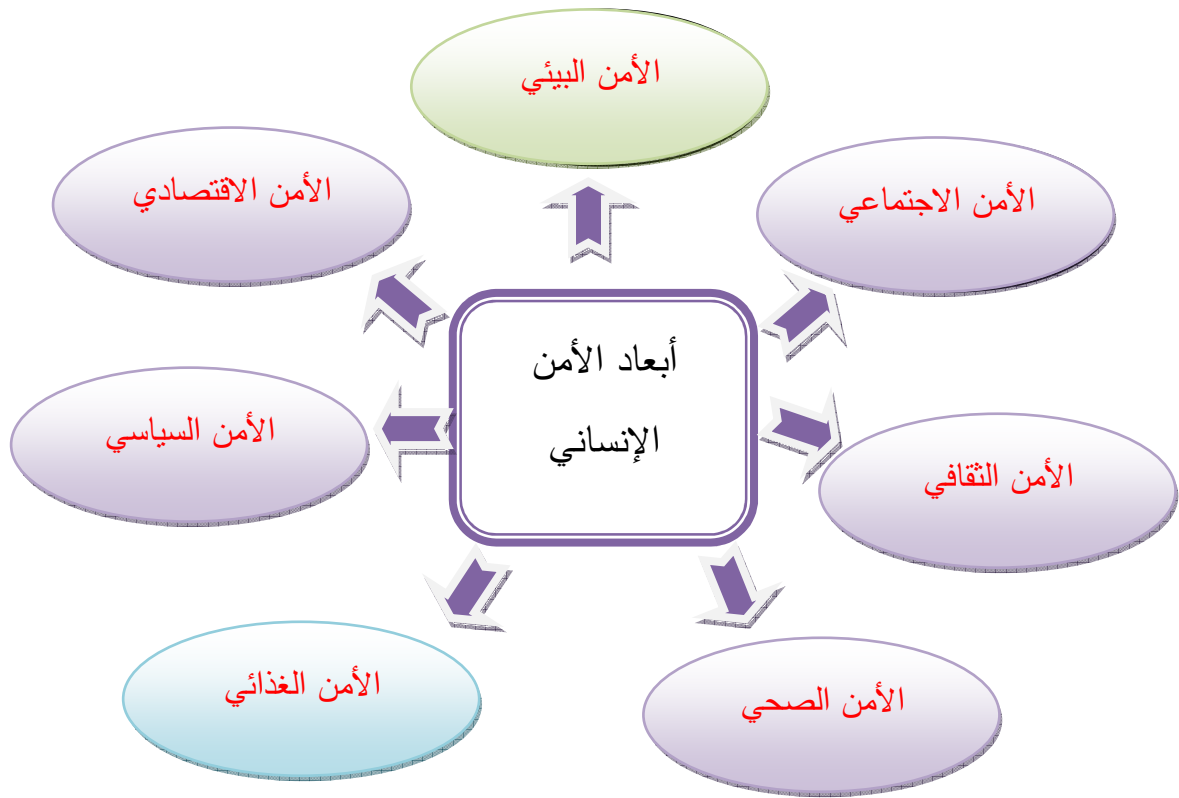 الأمن البيئي
الأمن الاجتماعي
الأمن الاقتصادي
أبعاد الأمن
الإنساني
الأمن الثقافي
الأمن السياسي
الأمن الصحي
الأمن الغذائي